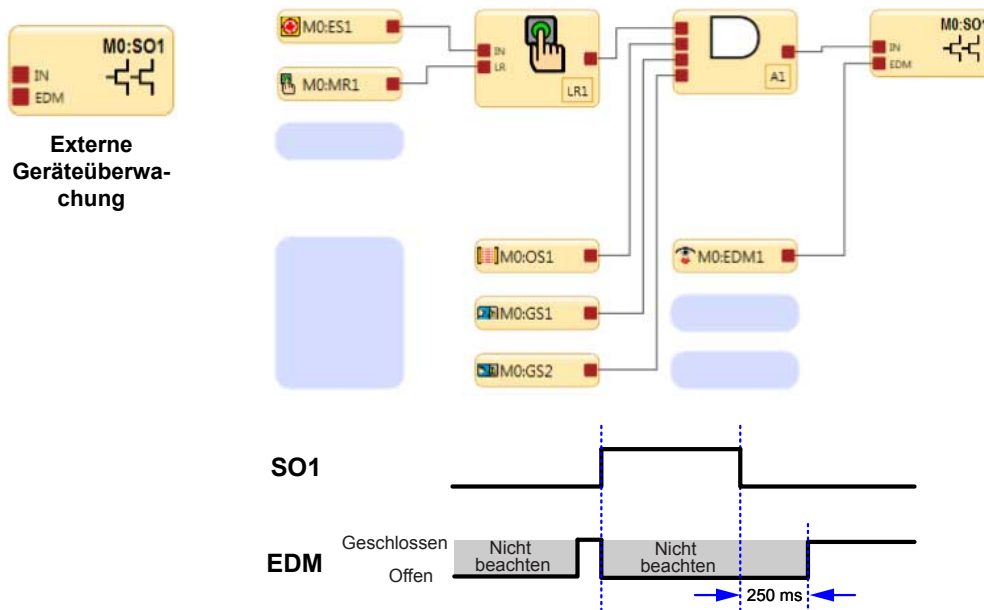 M0:SO1
IN
EDM
Externe
Geräteüberwa-
chung
M0:ES1
M0:MR1
IN
LR
LR1
A1
M0:SO1
IN
EDM
M0:OS1
M0:EDM1
M0:GS1
M0:GS2
SO1
EDM
Geschlossen
Offen
Nicht
beachten
Nicht
beachten
250 ms